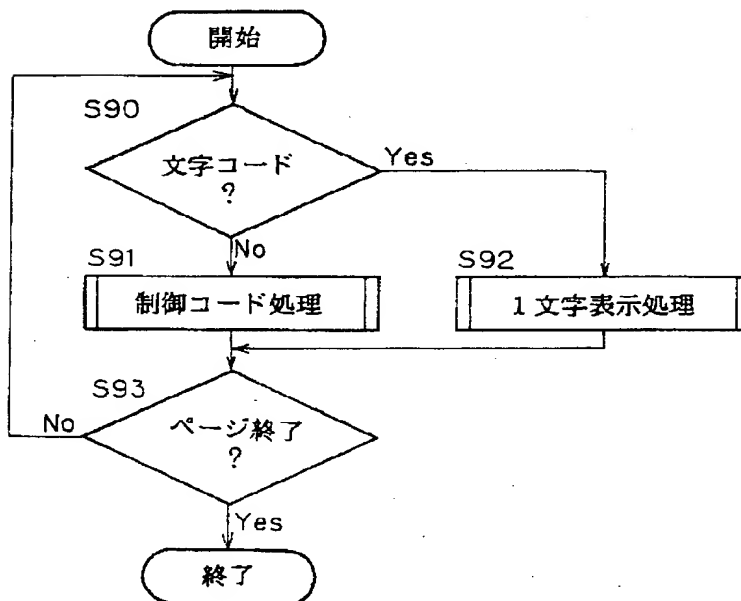 開始
S90
文字コード
?
Yes
No
S91
制御コード処理
S92
1文字表示処理
S93
No
ページ終了
?
Yes
終了